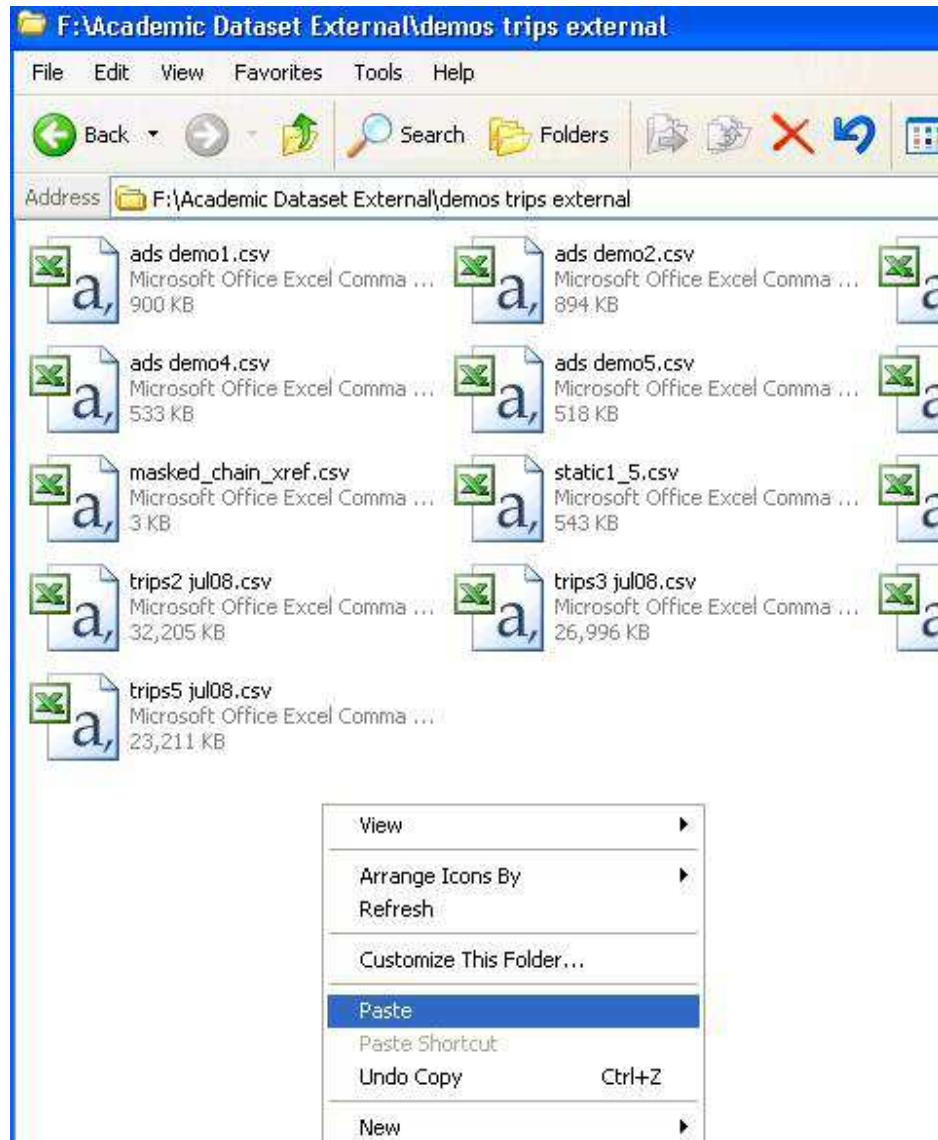 F:\Academic Dataset External\demos trips external
File Edit View Favorites Tools Help
Back Search Folders
Address F:\Academic Dataset External\demos trips external
ads demo1.csv
Microsoft Office Excel Comma ...
900 KB
ads demo2.csv
Microsoft Office Excel Comma ...
894 KB
ads demo4.csv
Microsoft Office Excel Comma ...
533 KB
ads demo5.csv
Microsoft Office Excel Comma ...
518 KB
masked_chain_xref.csv
Microsoft Office Excel Comma ...
3 KB
static1_5.csv
Microsoft Office Excel Comma ...
543 KB
trips2 jul08.csv
Microsoft Office Excel Comma ...
32,205 KB
trips3 jul08.csv
Microsoft Office Excel Comma ...
26,996 KB
trips5 jul08.csv
Microsoft Office Excel Comma ...
23,211 KB
View
Arrange Icons By
Refresh
Customize This Folder...
Paste
Paste Shortcut
Undo Copy Ctrl+Z
New